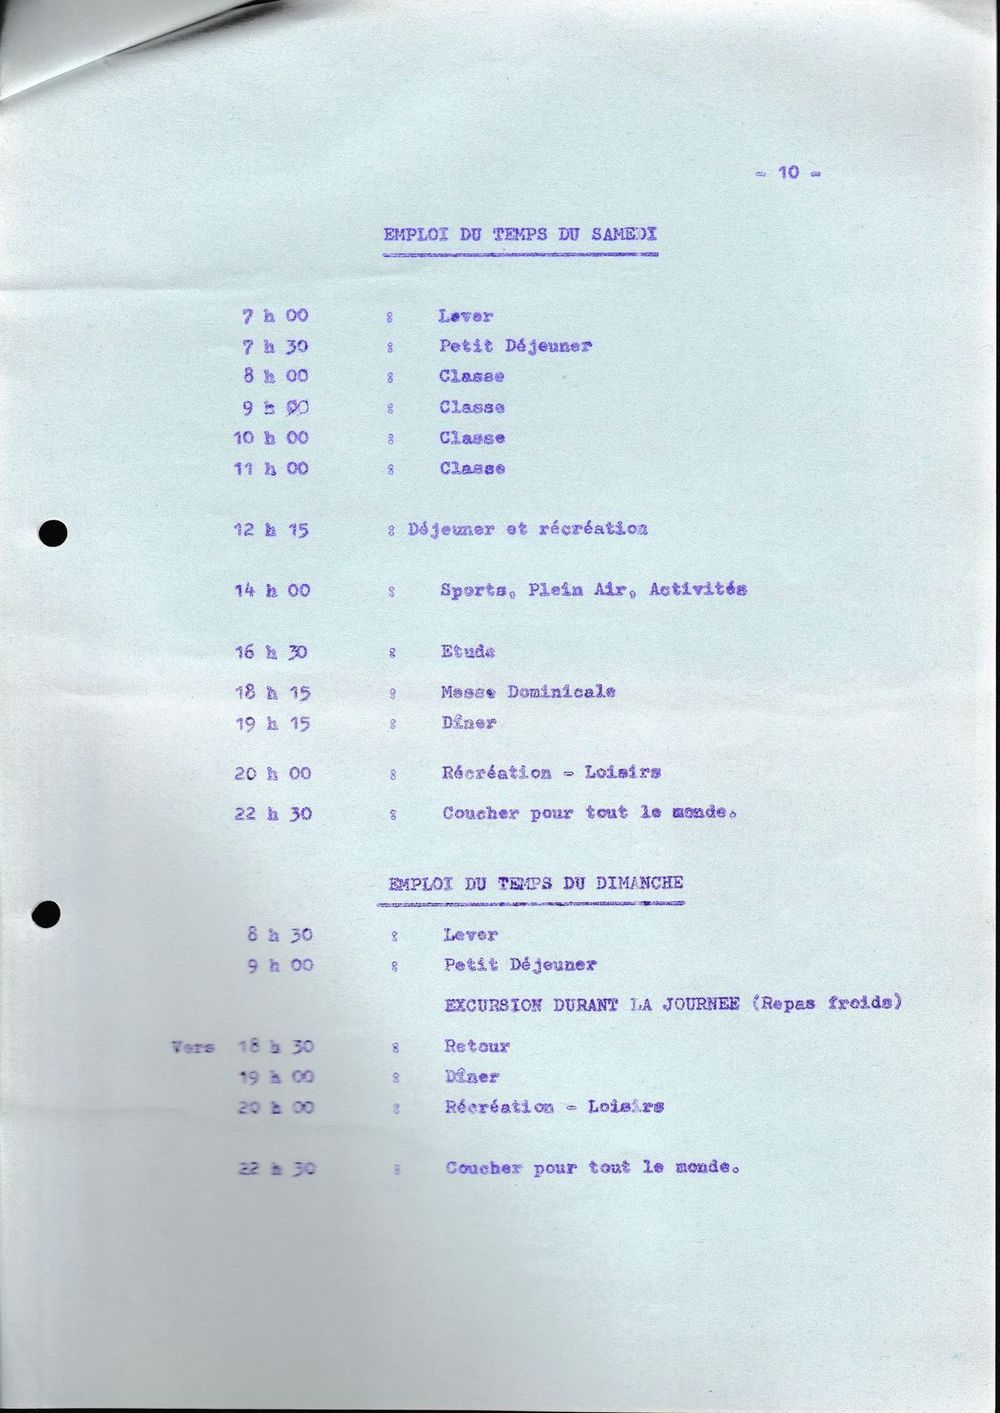 - 10 -
EMPLOI DU TEMPS DU SAMEDI
7 h 00 : Lever
7 h 30 : Petit Déjeuner
8 h 00 : Classe
9 h 00 : Classe
10 h 00 : Classe
11 h 00 : Classe
12 h 15 : Déjeuner et récréation
14 h 00 : Sports, Plein Air, Activités
16 h 30 : Etude
18 h 15 : Messe Dominicale
19 h 15 : Dîner
20 h 00 : Récréation - Loisirs
22 h 30 : Coucher pour tout le monde.
EMPLOI DU TEMPS DU DIMANCHE
8 h 30 : Lever
9 h 00 : Petit Déjeuner
EXCURSION DURANT LA JOURNEE (Repas froids)
Vers 18 h 30 : Retour
19 h 00 : Dîner
20 h 00 : Récréation - Loisirs
22 h 30 : Coucher pour tout le monde.